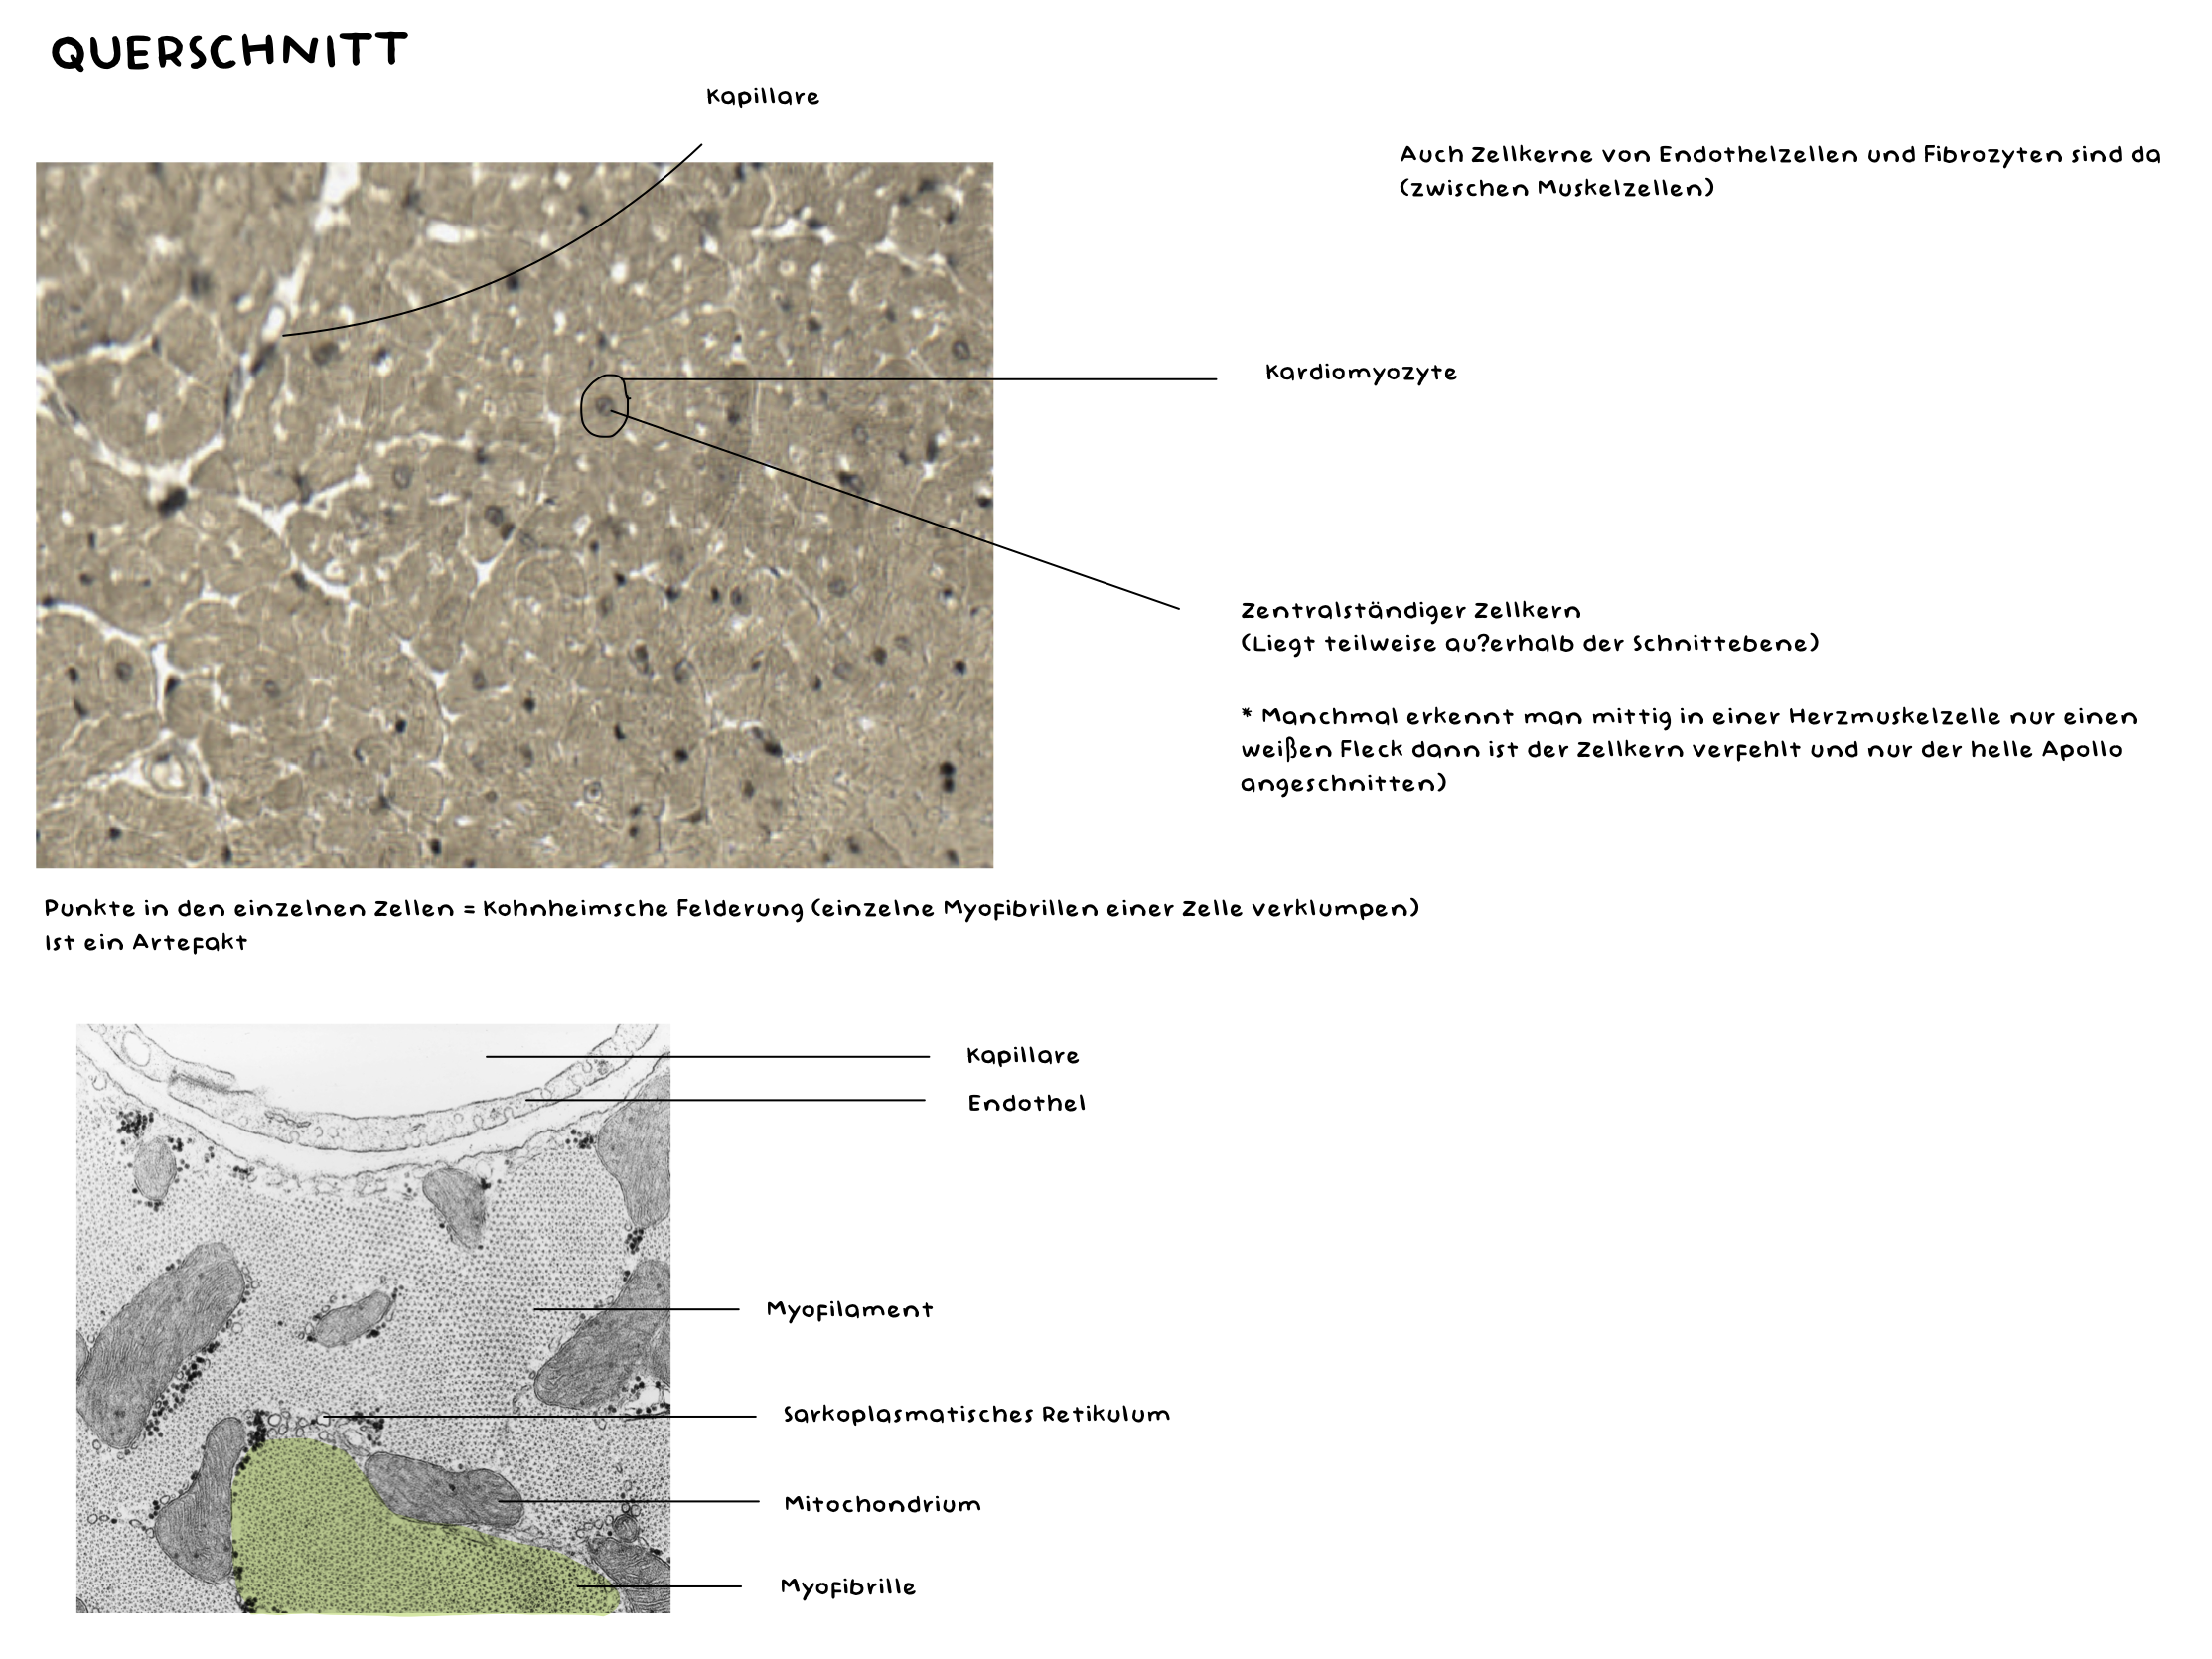 QUERSCHNITT
Kapillare
Auch Zellkerne von Endothelzellen und Fibrozyten sind da
(zwischen Muskelzellen)
Kardiomyozyte
Zentralständiger Zellkern
(Liegt teilweise au?erhalb der Schnittebene)
* Manchmal erkennt man mittig in einer Herzmuskelzelle nur einen
weißen Fleck dann ist der Zellkern verfehlt und nur der helle Apollo
angeschnitten)
Punkte in den einzelnen Zellen = Kohnheimsche Felderung (einzelne Myofibrillen einer Zelle verklumpen)
Ist ein Artefakt
Kapillare
Endothel
Myofilament
Sarkoplasmatisches Retikulum
Mitochondrium
Myofibrille